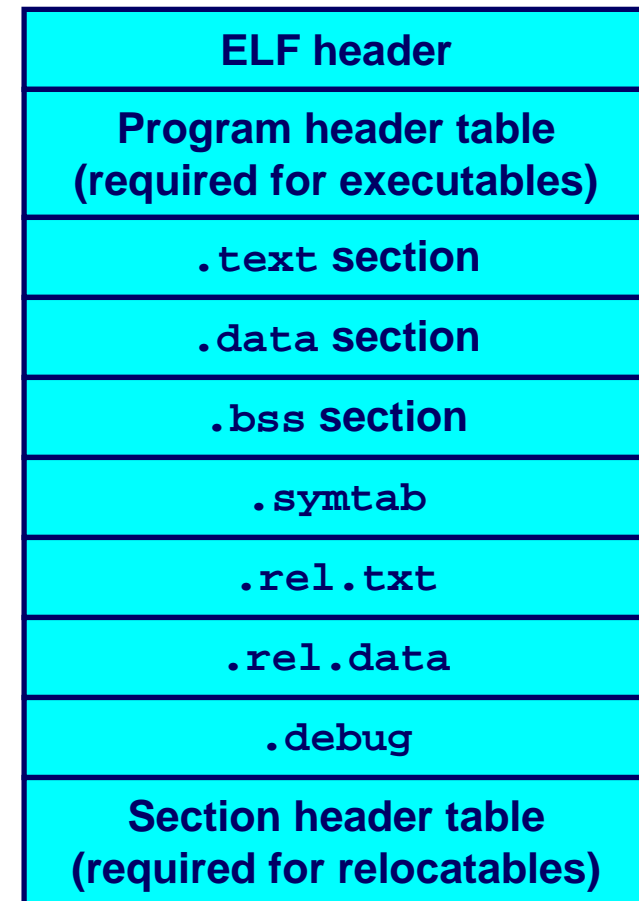 ELF header
Program header table
(required for executables)
.text section
.data section
.bss section
.symtab
.rel.txt
.rel.data
.debug
Section header table
(required for relocatables)